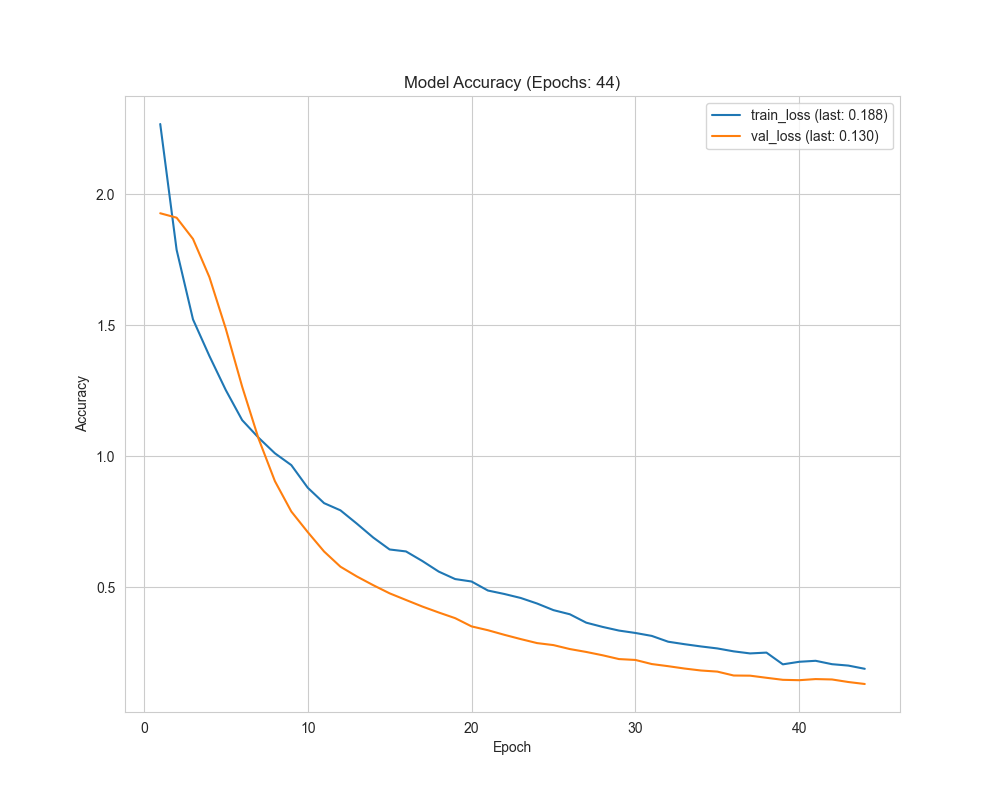 Model Accuracy (Epochs: 44)
train_loss (last: 0.188)
val_loss (last: 0.130)
2.0
1.5
1.0
0.5
Accuracy
0 10 20 30 40
Epoch